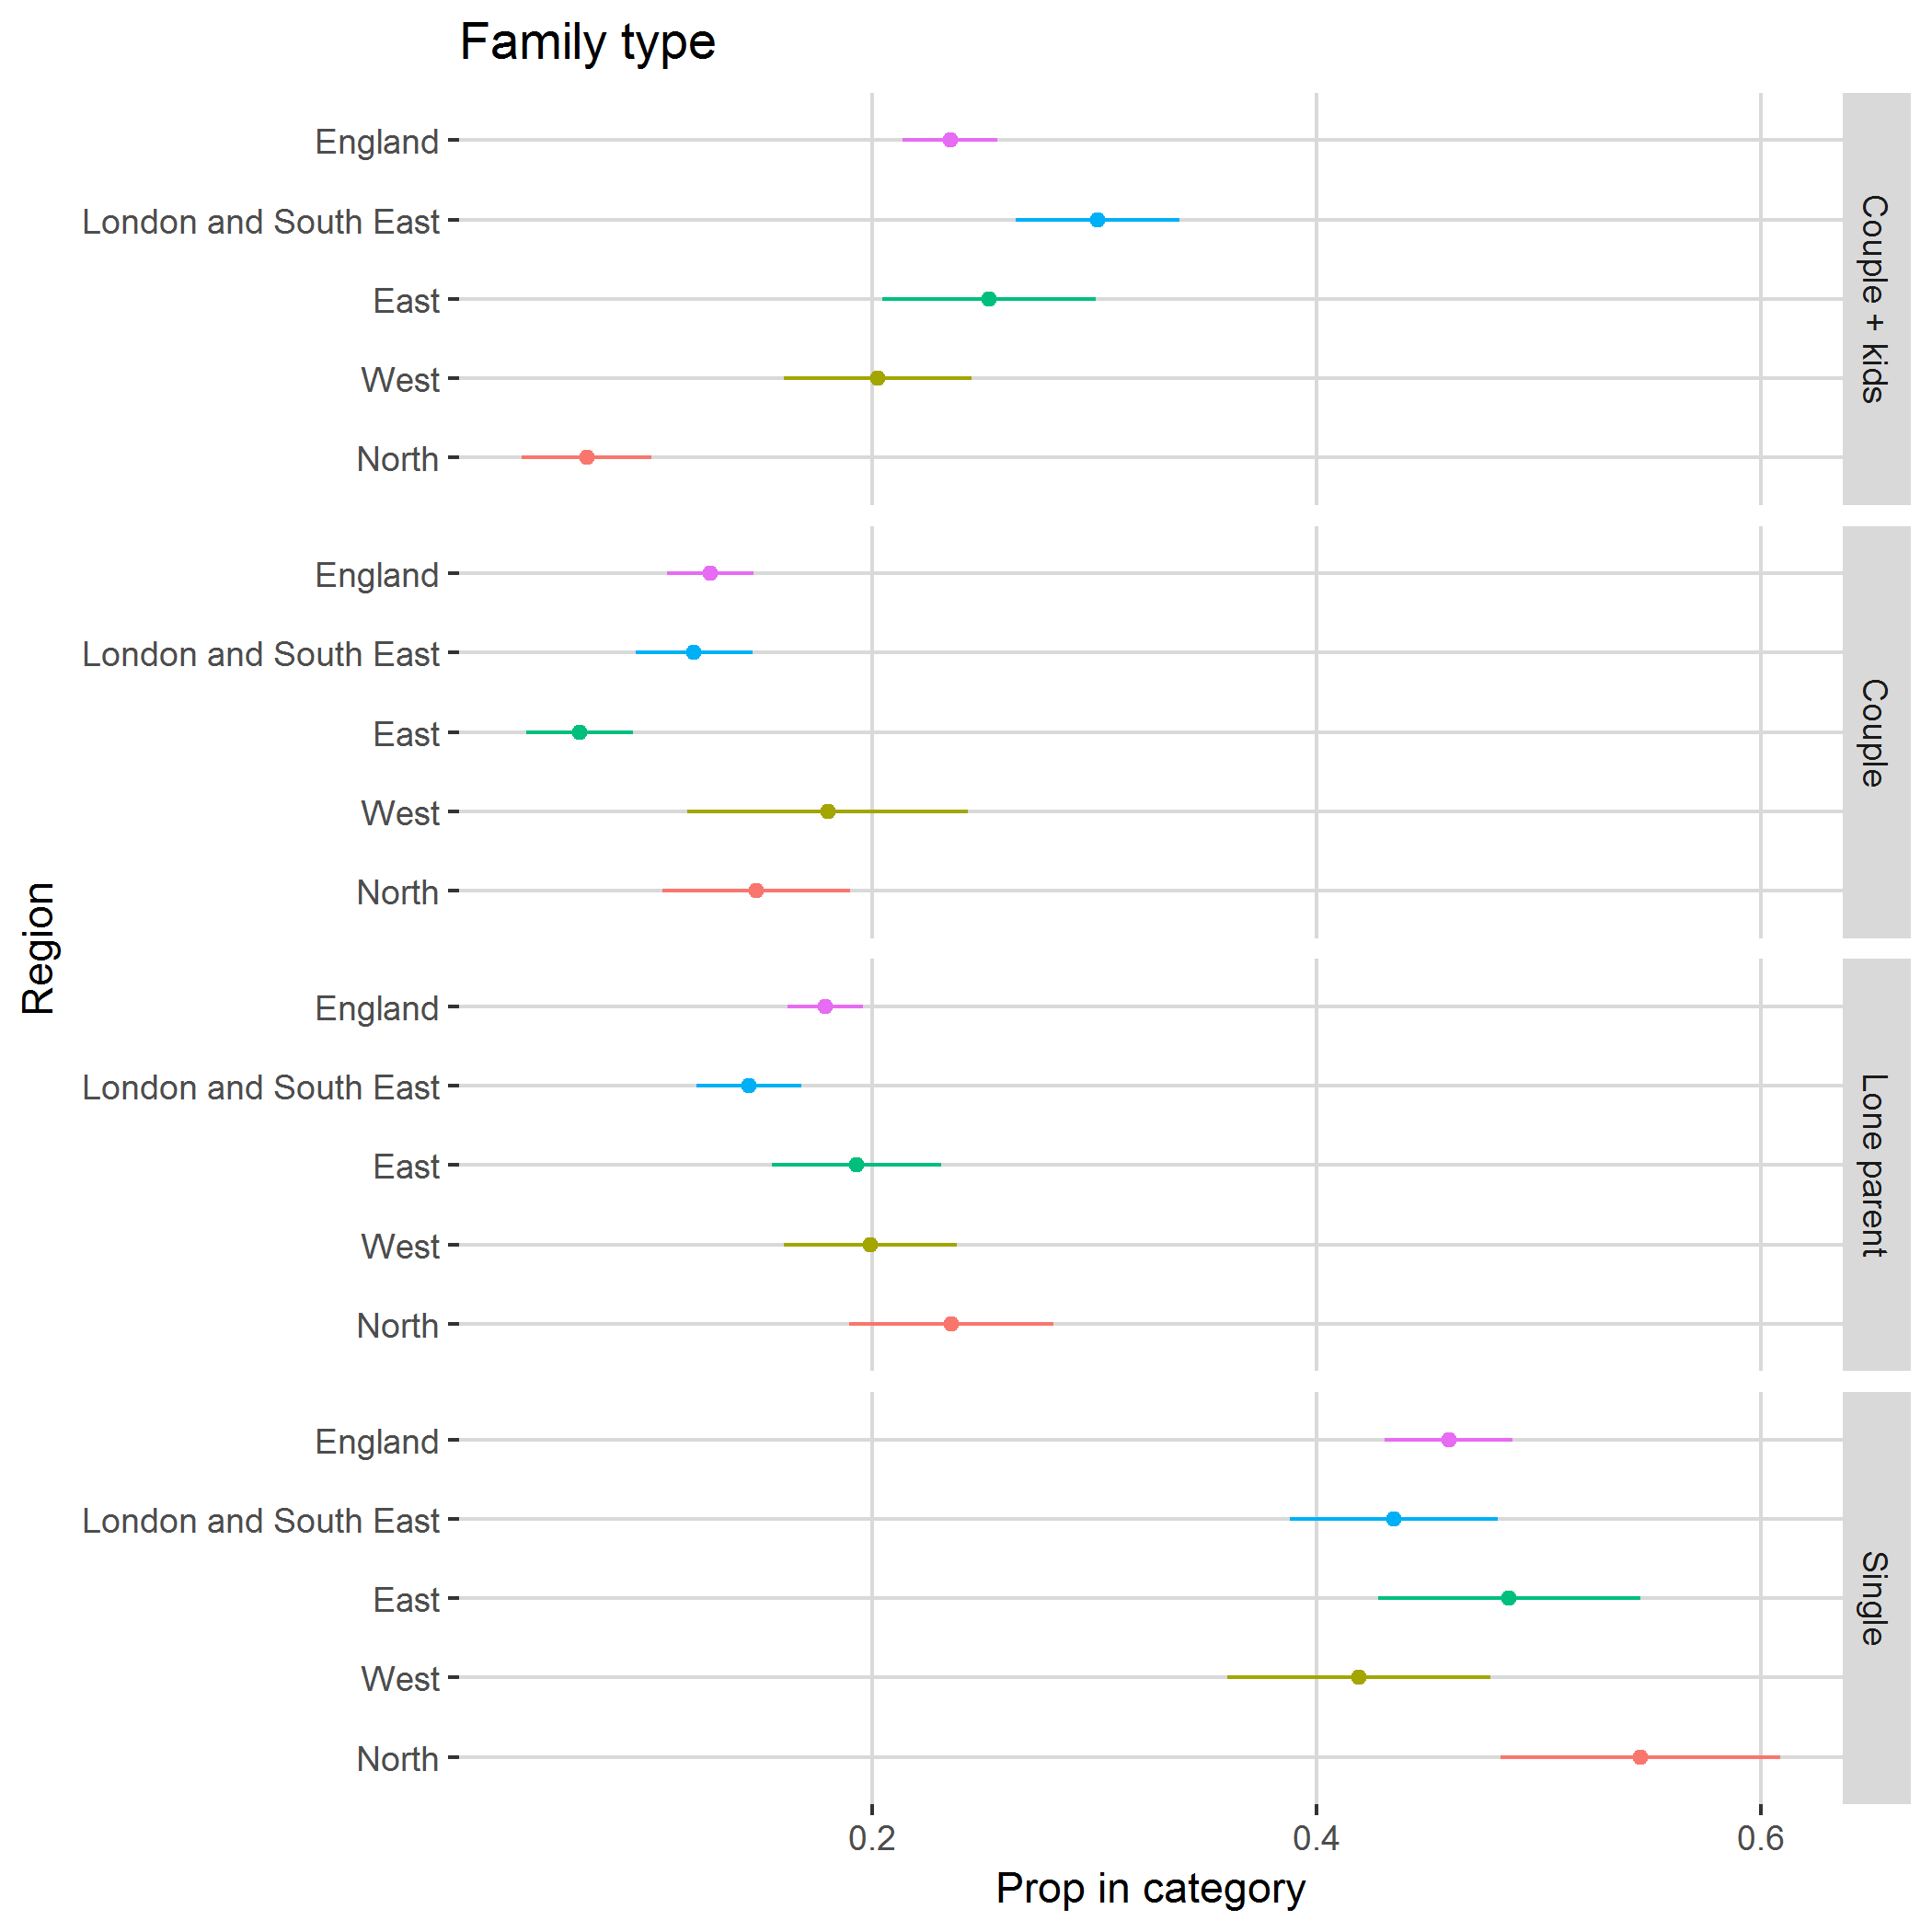 Family type
Region
England
London and South East
East
West
North
Couple + kids
England
London and South East
East
West
North
Couple
England
London and South East
East
West
North
Lone parent
England
London and South East
East
West
North
Single
0.2 0.4 0.6
Prop in category